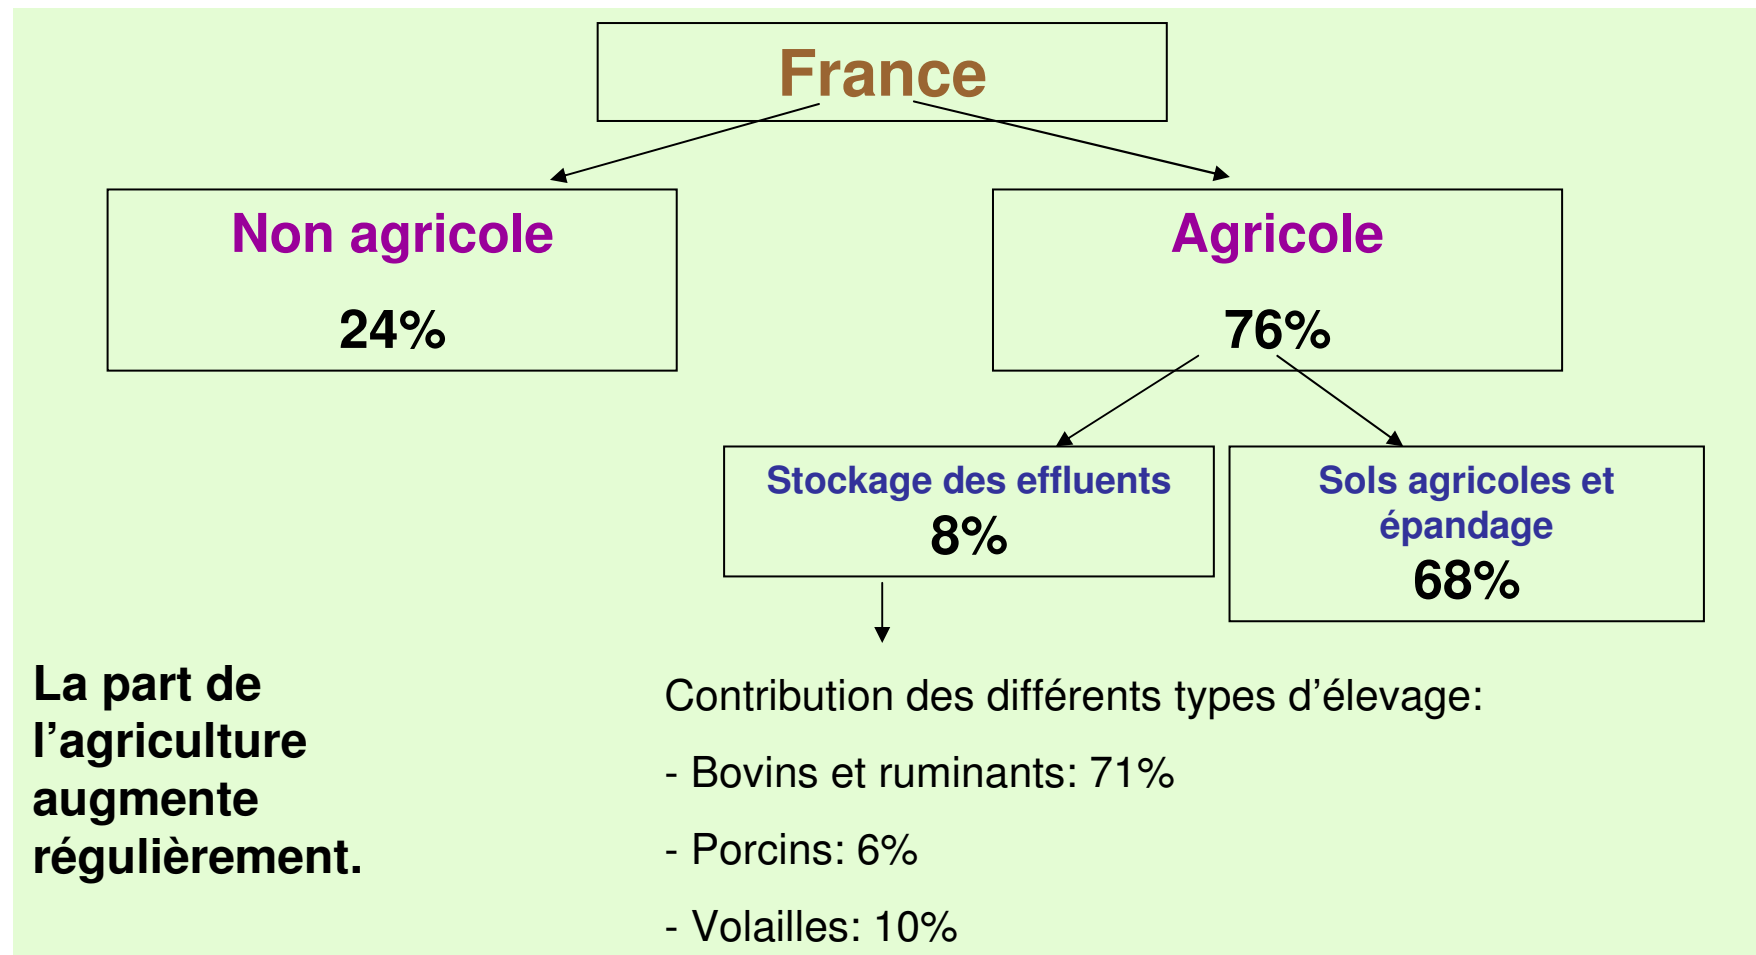 France
Non agricole
24%
Agricole
76%
Stockage des effluents
8%
Sols agricoles et
épandage
68%
La part de
l’agriculture
augmente
régulièrement.
Contribution des différents types d’élevage:
- Bovins et ruminants: 71%
- Porcins: 6%
- Volailles: 10%